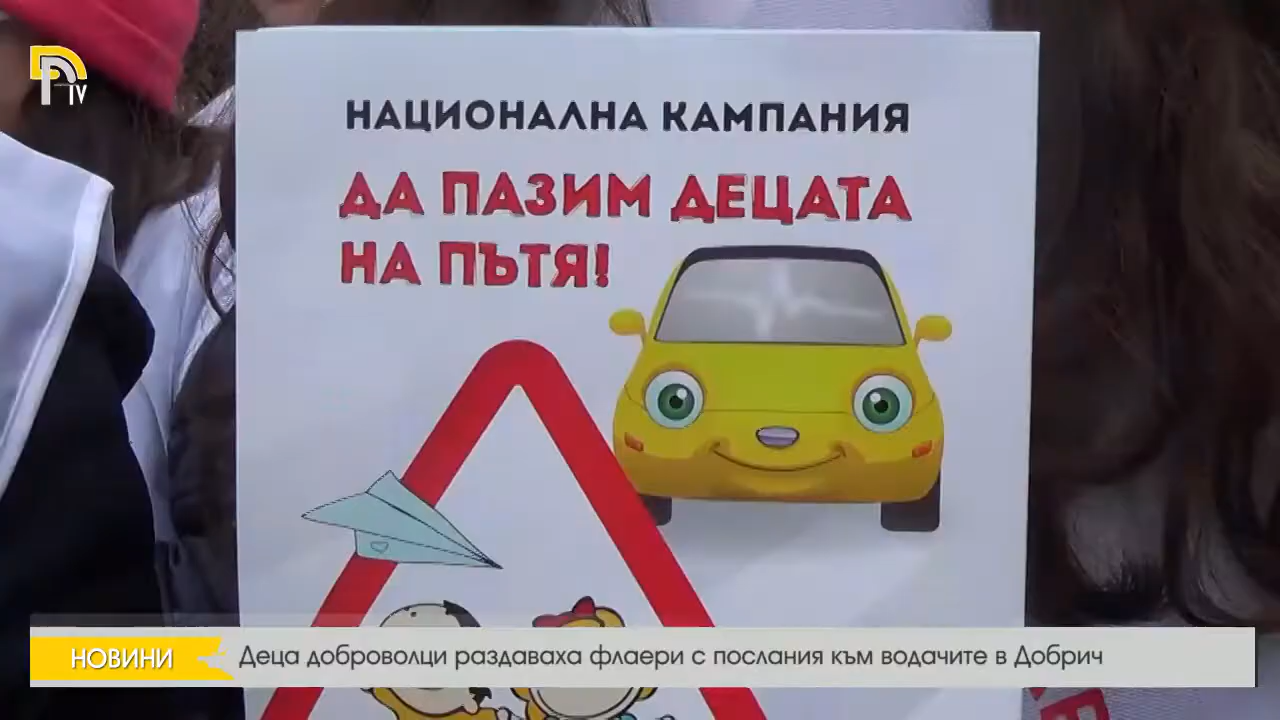 TV
НАЦИОНАЛНА КАМПАНИЯ
ДА ПАЗИМ ДЕЦАТА
НА ПЪТЯ!
НОВИНИ
Деца доброволци раздаваха флаери с послания към водачите в Добрич